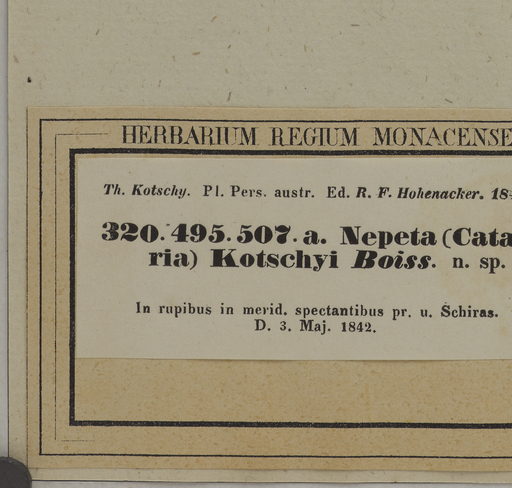 HERBARIUM REGIUM MONACENSE
Th. Kotschy. Pl. Pers. austr. Ed. R. F. Hohenacker. 18
320. 495. 507. a. Nepeta (Cata
ria) Kotschyi Boiss. n. sp.
In rupibus in merid. spectantibus pr. u. Schiras.
D. 3. Maj. 1842.